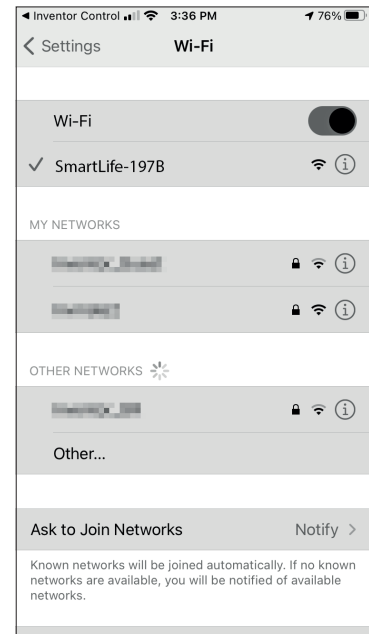 Inventor Control 3:36 PM 76%
Settings Wi-Fi
Wi-Fi
SmartLife-197B
MY NETWORKS
OTHER NETWORKS
Other...
Ask to Join Networks Notify
Known networks will be joined automatically. If no known
networks are available, you will be notified of available
networks.